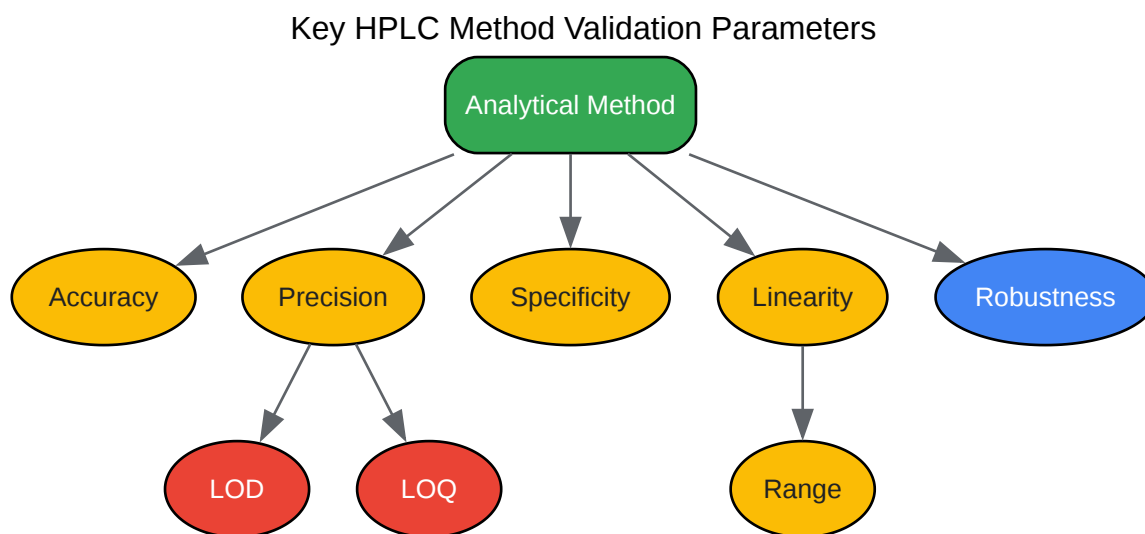 Key HPLC Method Validation Parameters
Analytical Method
Accuracy
Precision
Specificity
Linearity
Robustness
LOD
LOQ
Range